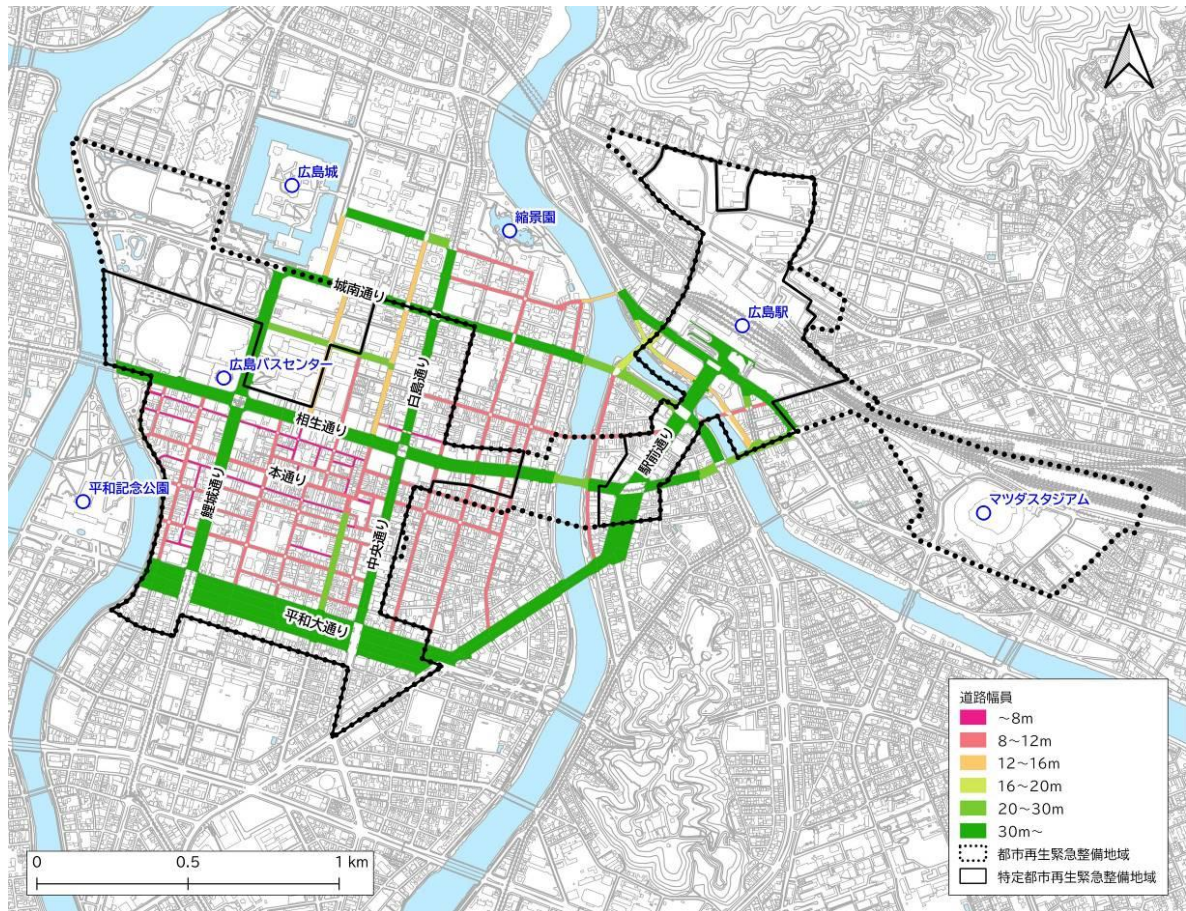 広島城
縮景園
城南通り
広島駅
広島バスセンター
白島通り
相生通り
駅前通り
本通り
平和記念公園
鯉城通り
マツダスタジアム
中央通り
平和大通り
道路幅員
～8m
8～12m
12～16m
16～20m
20～30m
30m～
都市再生緊急整備地域
特定都市再生緊急整備地域
0 0.5 1 km